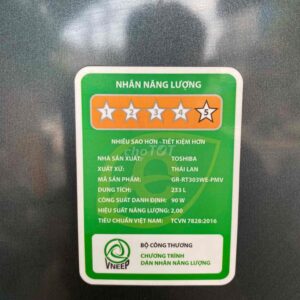 NHÃN NĂNG LƯỢNG
1 2 3 4 5
NHIỀU SAO HƠN - TIẾT KIỆM HƠN
chợTỐT
NHÀ SẢN XUẤT: TOSHIBA
XUẤT XỨ: THÁI LAN
MÃ SẢN PHẨM: GR-RT303WE-PMV
DUNG TÍCH: 233 L
CÔNG SUẤT DANH ĐỊNH: 90 W
HIỆU SUẤT NĂNG LƯỢNG: 2,00
TIÊU CHUẨN VIỆT NAM: TCVN 7828:2016
VNEEP
BỘ CÔNG THƯƠNG
CHƯƠNG TRÌNH
DÁN NHÃN NĂNG LƯỢNG